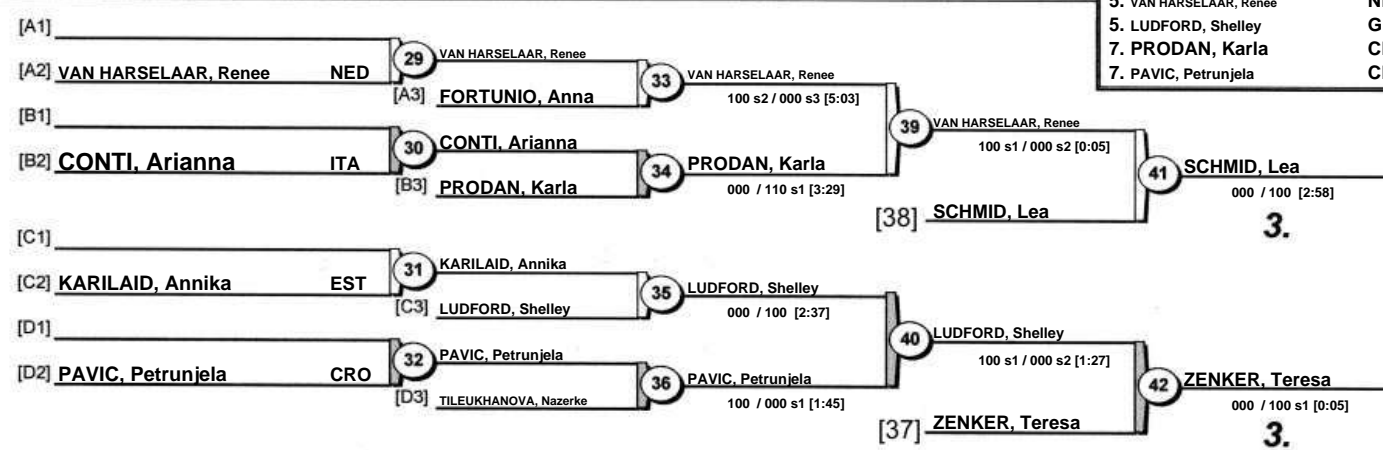 5. VAN HARSELAAR, Renee
5. LUDFORD, Shelley G
7. PRODAN, Karla C
7. PAVIC, Petrunjela C
[A1]
[A2] VAN HARSELAAR, Renee NED
29
VAN HARSELAAR, Renee
[A3] FORTUNIO, Anna
33
VAN HARSELAAR, Renee
100 s2 / 000 s3 [5:03]
[B1]
[B2] CONTI, Arianna ITA
30
CONTI, Arianna
[B3] PRODAN, Karla
34
PRODAN, Karla
000 / 110 s1 [3:29]
39
VAN HARSELAAR, Renee
100 s1 / 000 s2 [0:05]
[38] SCHMID, Lea
41
SCHMID, Lea
000 / 100 [2:58]
3.
[C1]
[C2] KARILAID, Annika EST
31
KARILAID, Annika
[C3] LUDFORD, Shelley
35
LUDFORD, Shelley
000 / 100 [2:37]
[D1]
[D2] PAVIC, Petrunjela CRO
32
PAVIC, Petrunjela
[D3] TILEUKHANOVA, Nazerke
36
PAVIC, Petrunjela
100 / 000 s1 [1:45]
40
LUDFORD, Shelley
100 s1 / 000 s2 [1:27]
[37] ZENKER, Teresa
42
ZENKER, Teresa
000 / 100 s1 [0:05]
3.